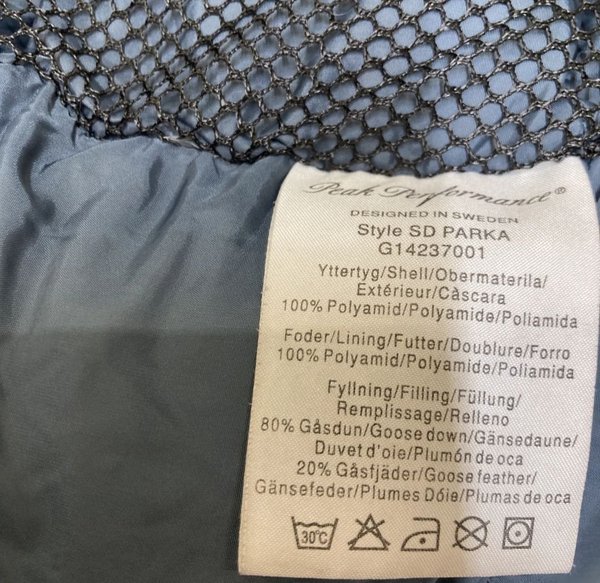 Peak Performance®
DESIGNED IN SWEDEN
Style SD PARKA
G14237001
Yttertyg/Shell/Obermaterila/
Extérieur/Càscara
100% Polyamid/Polyamide/Poliamida
Foder/Lining/Futter/Doublure/Forro
100% Polyamid/Polyamide/Poliamida
Fyllning/Filling/Füllung/
Remplissage/Relleno
80% Gåsdun/Goose down/Gänsedaune/
Duvet d'oie/Plumón de oca
20% Gåsfjäder/Goose feather/
Gänsefeder/Plumes Dóie/Plumas de oca
30°C